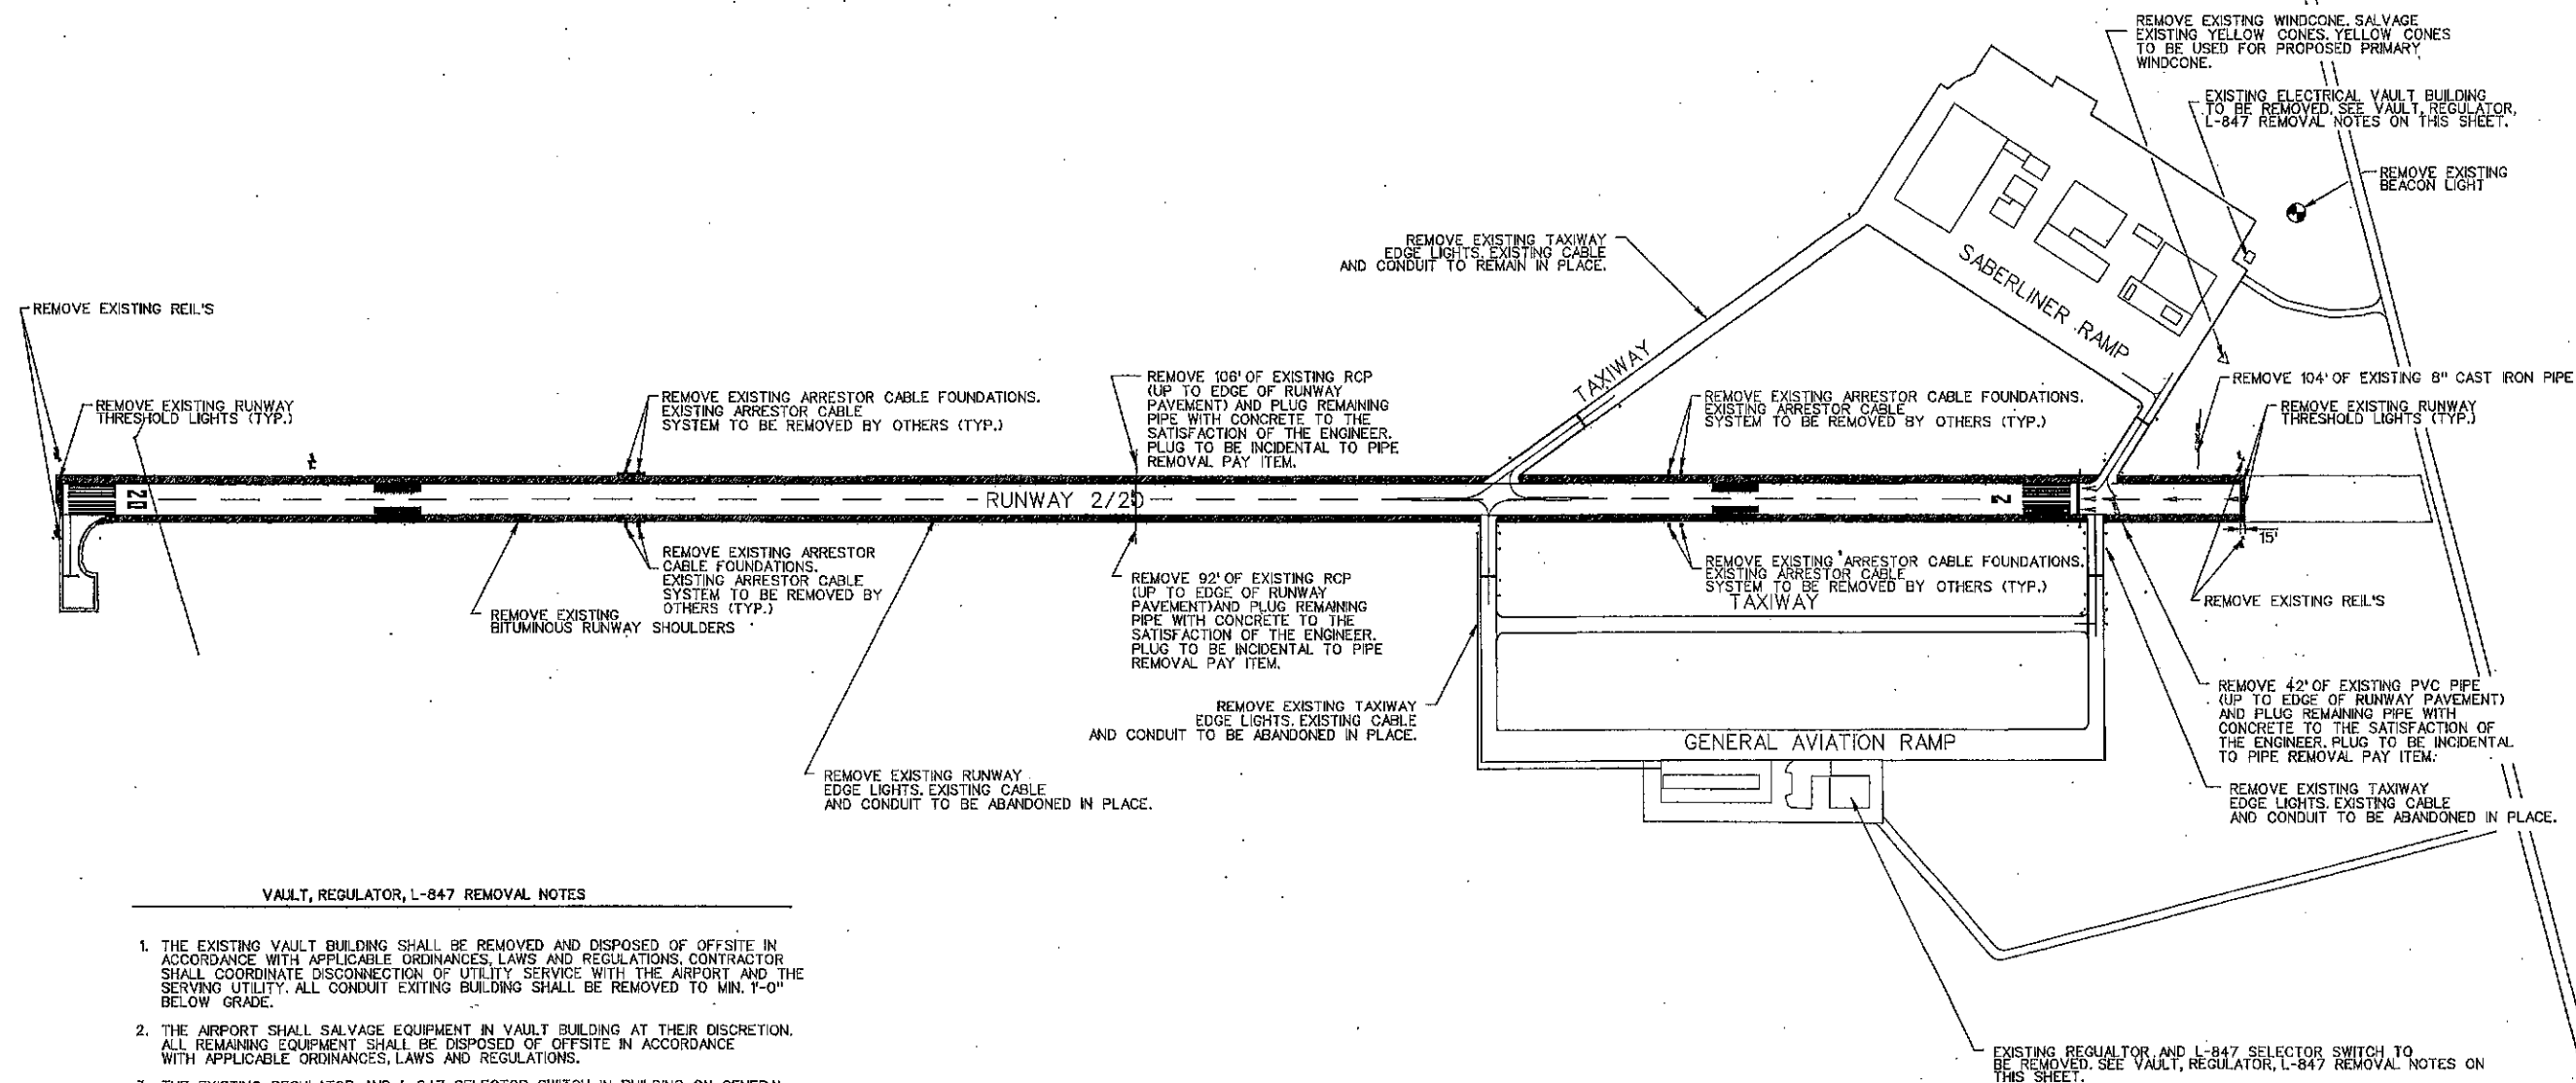 REMOVE EXISTING WINDCONE. SALVAGE
EXISTING YELLOW CONES. YELLOW CONES
TO BE USED FOR PROPOSED PRIMARY
WINDCONE.
EXISTING ELECTRICAL VAULT BUILDING
TO BE REMOVED. SEE VAULT, REGULATOR,
L-847 REMOVAL NOTES ON THIS SHEET.
REMOVE EXISTING
BEACON LIGHT
REMOVE EXISTING TAXIWAY
EDGE LIGHTS. EXISTING CABLE
AND CONDUIT TO REMAIN IN PLACE.
SABERLINER RAMP
TAXIWAY
REMOVE EXISTING REIL'S
REMOVE EXISTING RUNWAY
THRESHOLD LIGHTS (TYP.)
REMOVE EXISTING ARRESTOR CABLE FOUNDATIONS.
EXISTING ARRESTOR CABLE
SYSTEM TO BE REMOVED BY OTHERS (TYP.)
REMOVE 106' OF EXISTING RCP
(UP TO EDGE OF RUNWAY
PAVEMENT) AND PLUG REMAINING
PIPE WITH CONCRETE TO THE
SATISFACTION OF THE ENGINEER.
PLUG TO BE INCIDENTAL TO PIPE
REMOVAL PAY ITEM.
REMOVE EXISTING ARRESTOR CABLE FOUNDATIONS.
EXISTING ARRESTOR CABLE
SYSTEM TO BE REMOVED BY OTHERS (TYP.)
REMOVE 104' OF EXISTING 8" CAST IRON PIPE
REMOVE EXISTING RUNWAY
THRESHOLD LIGHTS (TYP.)
20
RUNWAY 2/20
2
15'
REMOVE EXISTING
BITUMINOUS RUNWAY SHOULDERS
REMOVE EXISTING ARRESTOR
CABLE FOUNDATIONS.
EXISTING ARRESTOR CABLE
SYSTEM TO BE REMOVED BY
OTHERS (TYP.)
REMOVE 92' OF EXISTING RCP
(UP TO EDGE OF RUNWAY
PAVEMENT)AND PLUG REMAINING
PIPE WITH CONCRETE TO THE
SATISFACTION OF THE ENGINEER.
PLUG TO BE INCIDENTAL TO PIPE
REMOVAL PAY ITEM.
REMOVE EXISTING ARRESTOR CABLE FOUNDATIONS.
EXISTING ARRESTOR CABLE
SYSTEM TO BE REMOVED BY OTHERS (TYP.)
TAXIWAY
REMOVE EXISTING REIL'S
REMOVE EXISTING TAXIWAY
EDGE LIGHTS. EXISTING CABLE
AND CONDUIT TO BE ABANDONED IN PLACE.
REMOVE EXISTING RUNWAY
EDGE LIGHTS. EXISTING CABLE
AND CONDUIT TO BE ABANDONED IN PLACE.
GENERAL AVIATION RAMP
REMOVE 42' OF EXISTING PVC PIPE
(UP TO EDGE OF RUNWAY PAVEMENT)
AND PLUG REMAINING PIPE WITH
CONCRETE TO THE SATISFACTION OF
THE ENGINEER. PLUG TO BE INCIDENTAL
TO PIPE REMOVAL PAY ITEM.
REMOVE EXISTING TAXIWAY
EDGE LIGHTS. EXISTING CABLE
AND CONDUIT TO BE ABANDONED IN PLACE.
VAULT, REGULATOR, L-847 REMOVAL NOTES
1. THE EXISTING VAULT BUILDING SHALL BE REMOVED AND DISPOSED OF OFFSITE IN
ACCORDANCE WITH APPLICABLE ORDINANCES, LAWS AND REGULATIONS. CONTRACTOR
SHALL COORDINATE DISCONNECTION OF UTILITY SERVICE WITH THE AIRPORT AND THE
SERVING UTILITY. ALL CONDUIT EXITING BUILDING SHALL BE REMOVED TO MIN. 1'-0"
BELOW GRADE.
2. THE AIRPORT SHALL SALVAGE EQUIPMENT IN VAULT BUILDING AT THEIR DISCRETION.
ALL REMAINING EQUIPMENT SHALL BE DISPOSED OF OFFSITE IN ACCORDANCE
WITH APPLICABLE ORDINANCES, LAWS AND REGULATIONS.
3. THE EXISTING REGULATOR AND L-847 SELECTOR SWITCH IN BUILDING ON GENERAL
EXISTING REGUALTOR AND L-847 SELECTOR SWITCH TO
BE REMOVED. SEE VAULT, REGULATOR, L-847 REMOVAL NOTES ON
THIS SHEET.